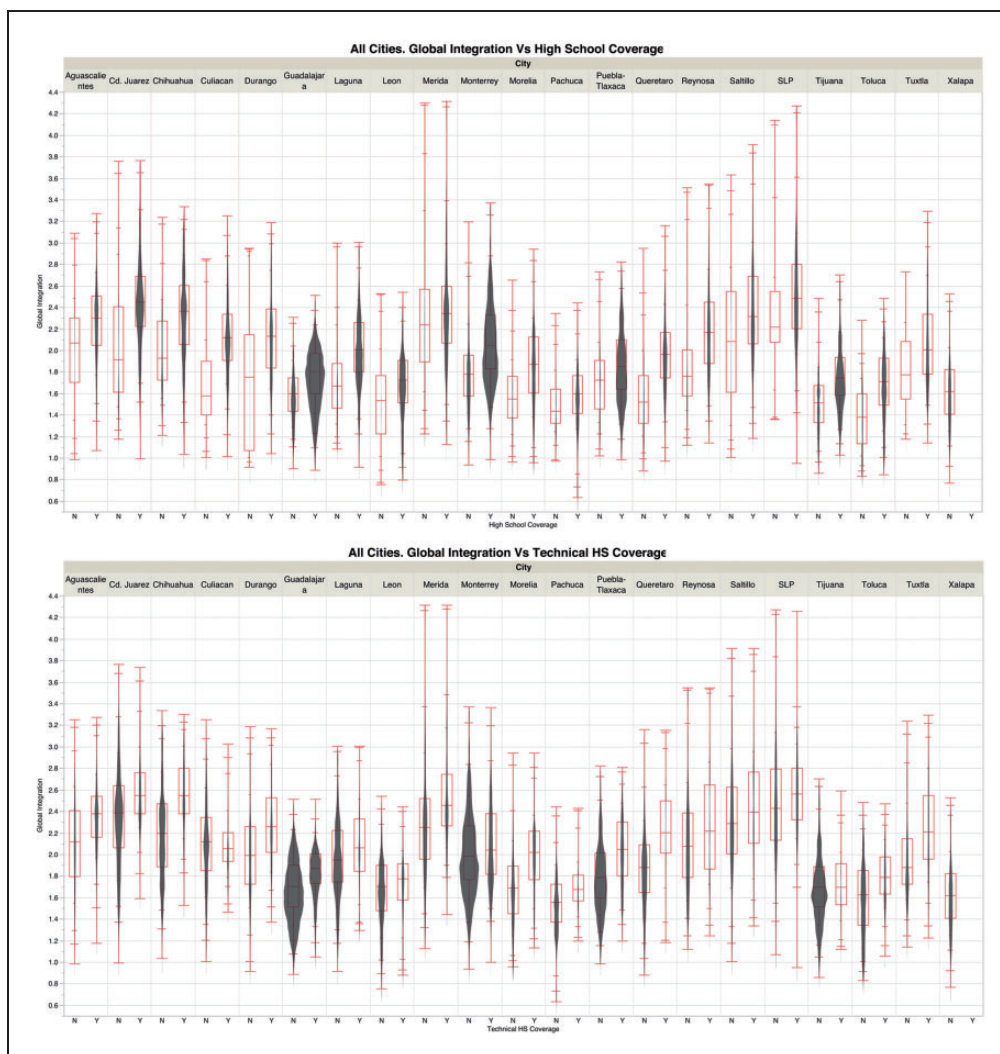 All Cities. Global Integration Vs High School Coverage
City
Aguascalie
ntes Cd. Juarez Chihuahua Culiacan Durango Guadalajar
a Laguna Leon Merida Monterrey Morelia Pachuca Puebla-
Tlaxaca Queretaro Reynosa Saltillo SLP Tijuana Toluca Tuxtla Xalapa
Global Integration
4.4
4.2
4.0
3.8
3.6
3.4
3.2
3.0
2.8
2.6
2.4
2.2
2.0
1.8
1.6
1.4
1.2
1.0
0.8
0.6
N Y N Y N Y N Y N Y N Y N Y N Y N Y N Y N Y N Y N Y N Y N Y N Y N Y N Y N Y N Y N Y
High School Coverage
All Cities. Global Integration Vs Technical HS Coverage
City
Aguascalie
ntes Cd. Juarez Chihuahua Culiacan Durango Guadalajar
a Laguna Leon Merida Monterrey Morelia Pachuca Puebla-
Tlaxaca Queretaro Reynosa Saltillo SLP Tijuana Toluca Tuxtla Xalapa
Global Integration
4.4
4.2
4.0
3.8
3.6
3.4
3.2
3.0
2.8
2.6
2.4
2.2
2.0
1.8
1.6
1.4
1.2
1.0
0.8
0.6
N Y N Y N Y N Y N Y N Y N Y N Y N Y N Y N Y N Y N Y N Y N Y N Y N Y N Y N Y N Y N Y
Technical HS Coverage